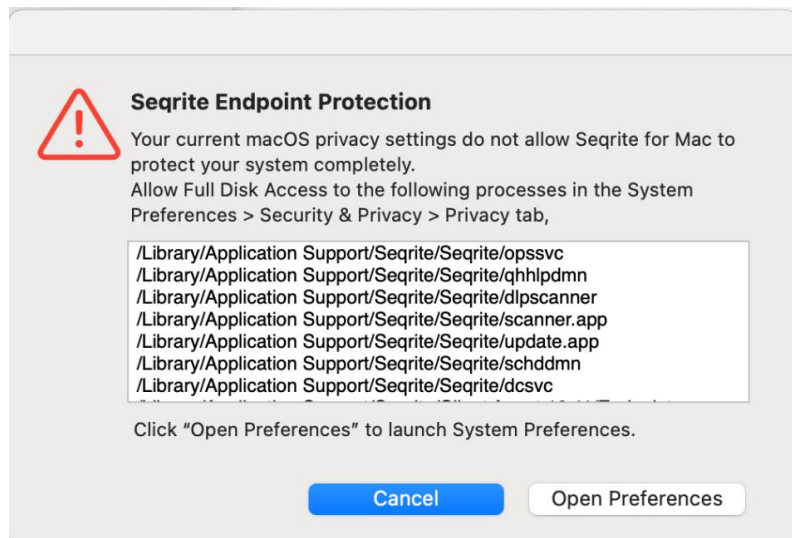 Seqrite Endpoint Protection
Your current macOS privacy settings do not allow Seqrite for Mac to
protect your system completely.
Allow Full Disk Access to the following processes in the System
Preferences > Security & Privacy > Privacy tab,
/Library/Application Support/Seqrite/Seqrite/opssvc
/Library/Application Support/Seqrite/Seqrite/qhhlpdmn
/Library/Application Support/Seqrite/Seqrite/dlpscanner
/Library/Application Support/Seqrite/Seqrite/scanner.app
/Library/Application Support/Seqrite/Seqrite/update.app
/Library/Application Support/Seqrite/Seqrite/schddmn
/Library/Application Support/Seqrite/Seqrite/dcsvc
Click “Open Preferences” to launch System Preferences.
Cancel
Open Preferences